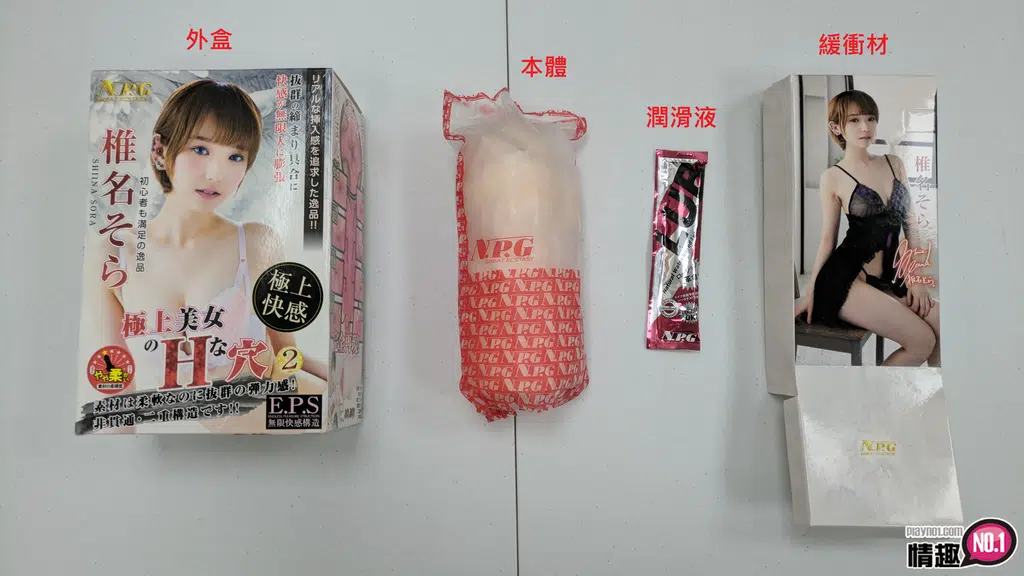 外盒
本體
潤滑液
緩衝材
N.P.G
椎名そら
SHIINA SORA
初心者も満足の逸品
リアルな挿入感を追求した逸品!!
抜群の締まり具合に
快感が無限大に膨張
極上
快感
極上美女
のHな穴2
やや柔
素材は柔軟なのに抜群の弾力感!
非貫通・二重構造です!!
E.P.S
無限快感構造
N.P.G
GREAT ECSTASY
N.P.G N.P.G
N.P.G
椎名そら
N.P.G
playno1.com
情趣 NO.1